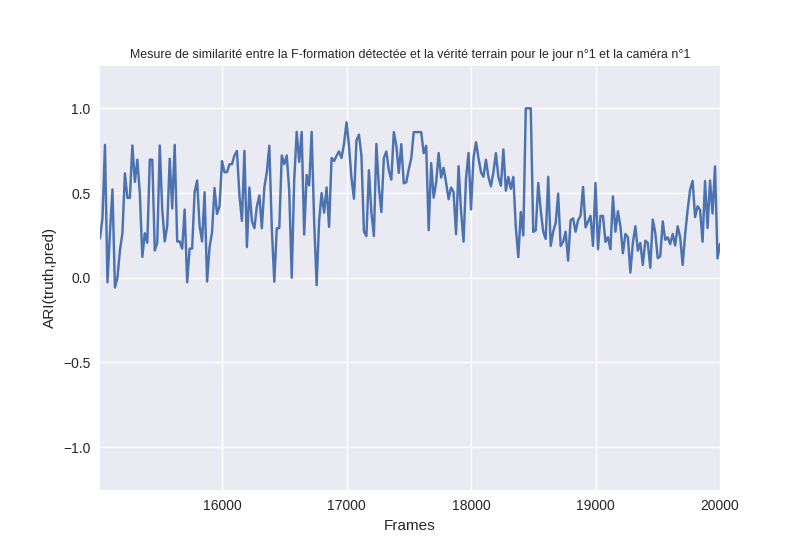 Mesure de similarité entre la F-formation détectée et la vérité terrain pour le jour n°1 et la caméra n°1
1.0
0.5
0.0
−0.5
−1.0
ARI(truth,pred)
16000 17000 18000 19000 20000
Frames